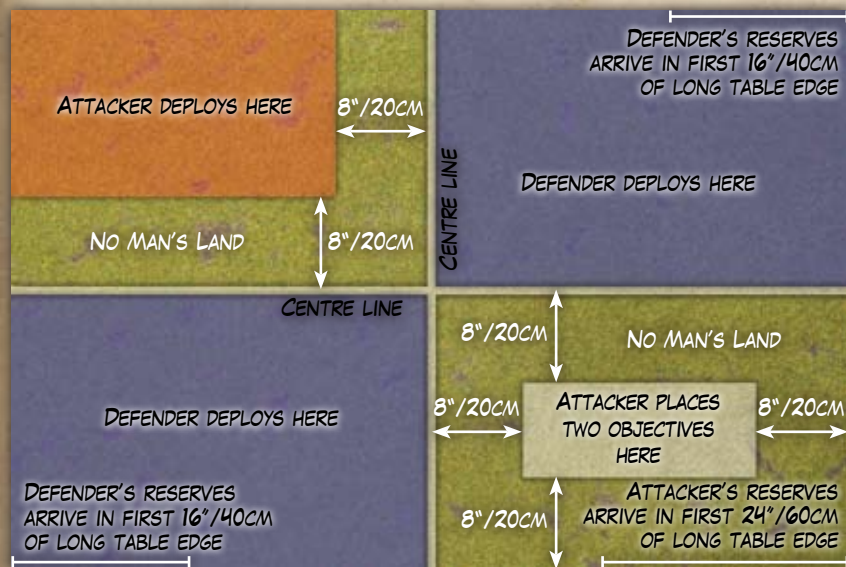 ATTACKER DEPLOYS HERE
8"/20CM
NO MAN'S LAND
8"/20CM
CENTRE LINE
CENTRE LINE
DEFENDER'S RESERVES
ARRIVE IN FIRST 16"/40CM
OF LONG TABLE EDGE
DEFENDER DEPLOYS HERE
DEFENDER DEPLOYS HERE
DEFENDER'S RESERVES
ARRIVE IN FIRST 16"/40CM
OF LONG TABLE EDGE
8"/20CM
NO MAN'S LAND
8"/20CM
ATTACKER PLACES
TWO OBJECTIVES
HERE
8"/20CM
8"/20CM
ATTACKER'S RESERVES
ARRIVE IN FIRST 24"/60CM
OF LONG TABLE EDGE